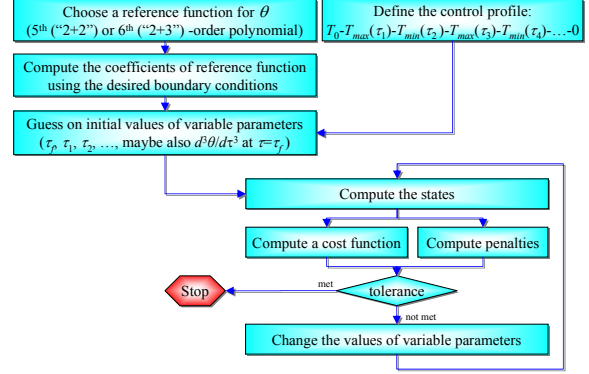 Choose a reference function for θ
(5th (“2+2”) or 6th (“2+3”) -order polynomial)
Define the control profile:
T0-Tmax(τ1)-Tmin(τ2)-Tmax(τ3)-Tmin(τ4)-…-0
Compute the coefficients of reference function
using the desired boundary conditions
Guess on initial values of variable parameters
(τf, τ1, τ2, …, maybe also d³θ/dτ³ at τ=τf)
Compute the states
Compute a cost function
Compute penalties
Stop
met
tolerance
not met
Change the values of variable parameters